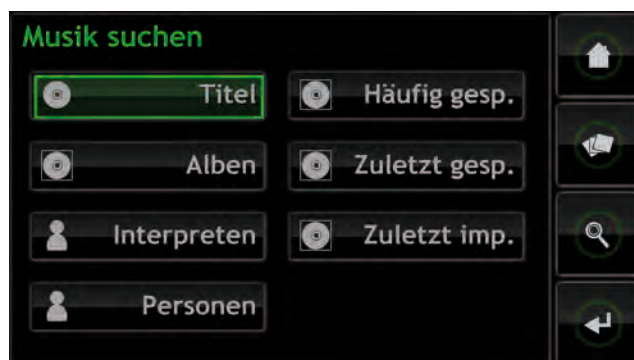 Musik suchen
Titel
Häufig gesp.
Alben
Zuletzt gesp.
Interpreten
Zuletzt imp.
Personen